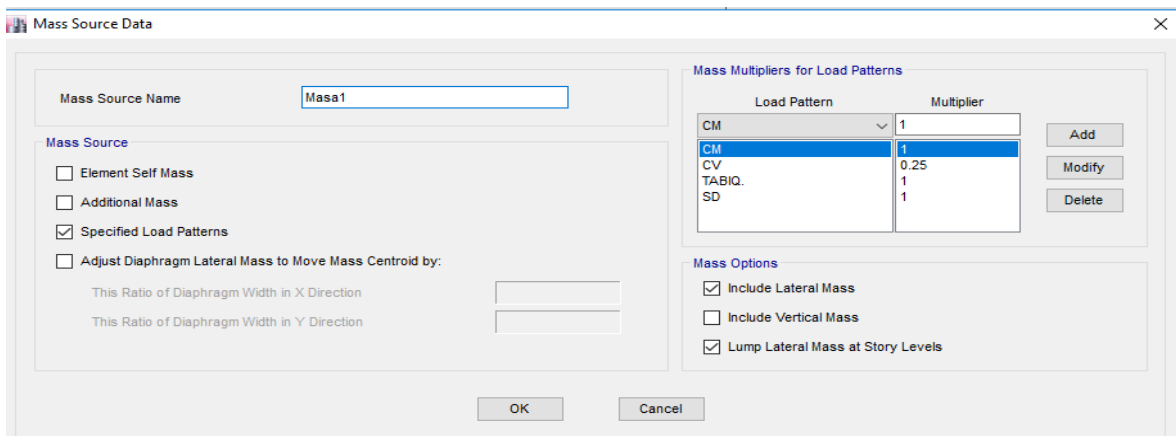 Mass Source Data
Mass Source Name Masa1
Mass Source
Element Self Mass
Additional Mass
Specified Load Patterns
Adjust Diaphragm Lateral Mass to Move Mass Centroid by:
This Ratio of Diaphragm Width in X Direction
This Ratio of Diaphragm Width in Y Direction
Mass Multipliers for Load Patterns
Load Pattern Multiplier
CM 1
CM 1
CV 0.25
TABIQ. 1
SD 1
Add
Modify
Delete
Mass Options
Include Lateral Mass
Include Vertical Mass
Lump Lateral Mass at Story Levels
OK Cancel